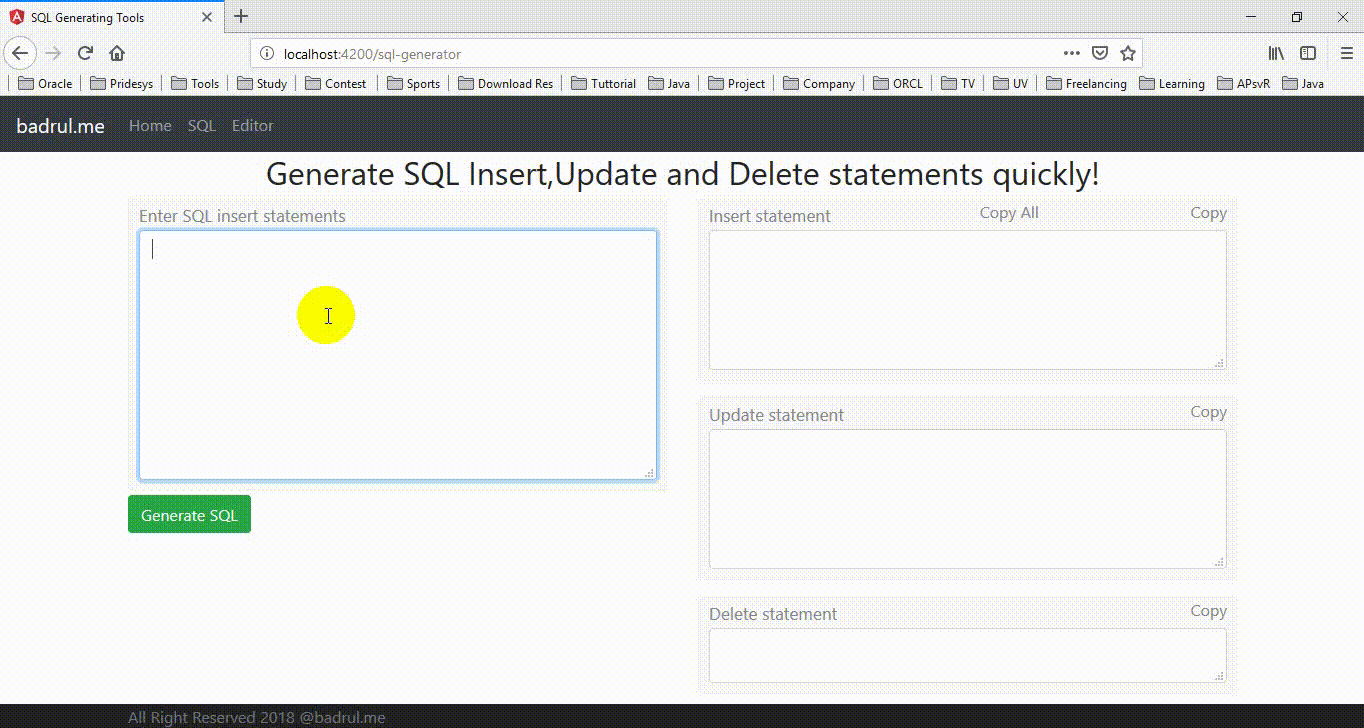 SQL Generating Tools
localhost:4200/sql-generator
Oracle Pridesys Tools Study Contest Sports Download Res Tuttorial Java Project Company ORCL TV UV Freelancing Learning APsvR Java
badrul.me Home SQL Editor
Generate SQL Insert,Update and Delete statements quickly!
Enter SQL insert statements
Generate SQL
Insert statement Copy All Copy
Update statement Copy
Delete statement Copy
All Right Reserved 2018 @badrul.me